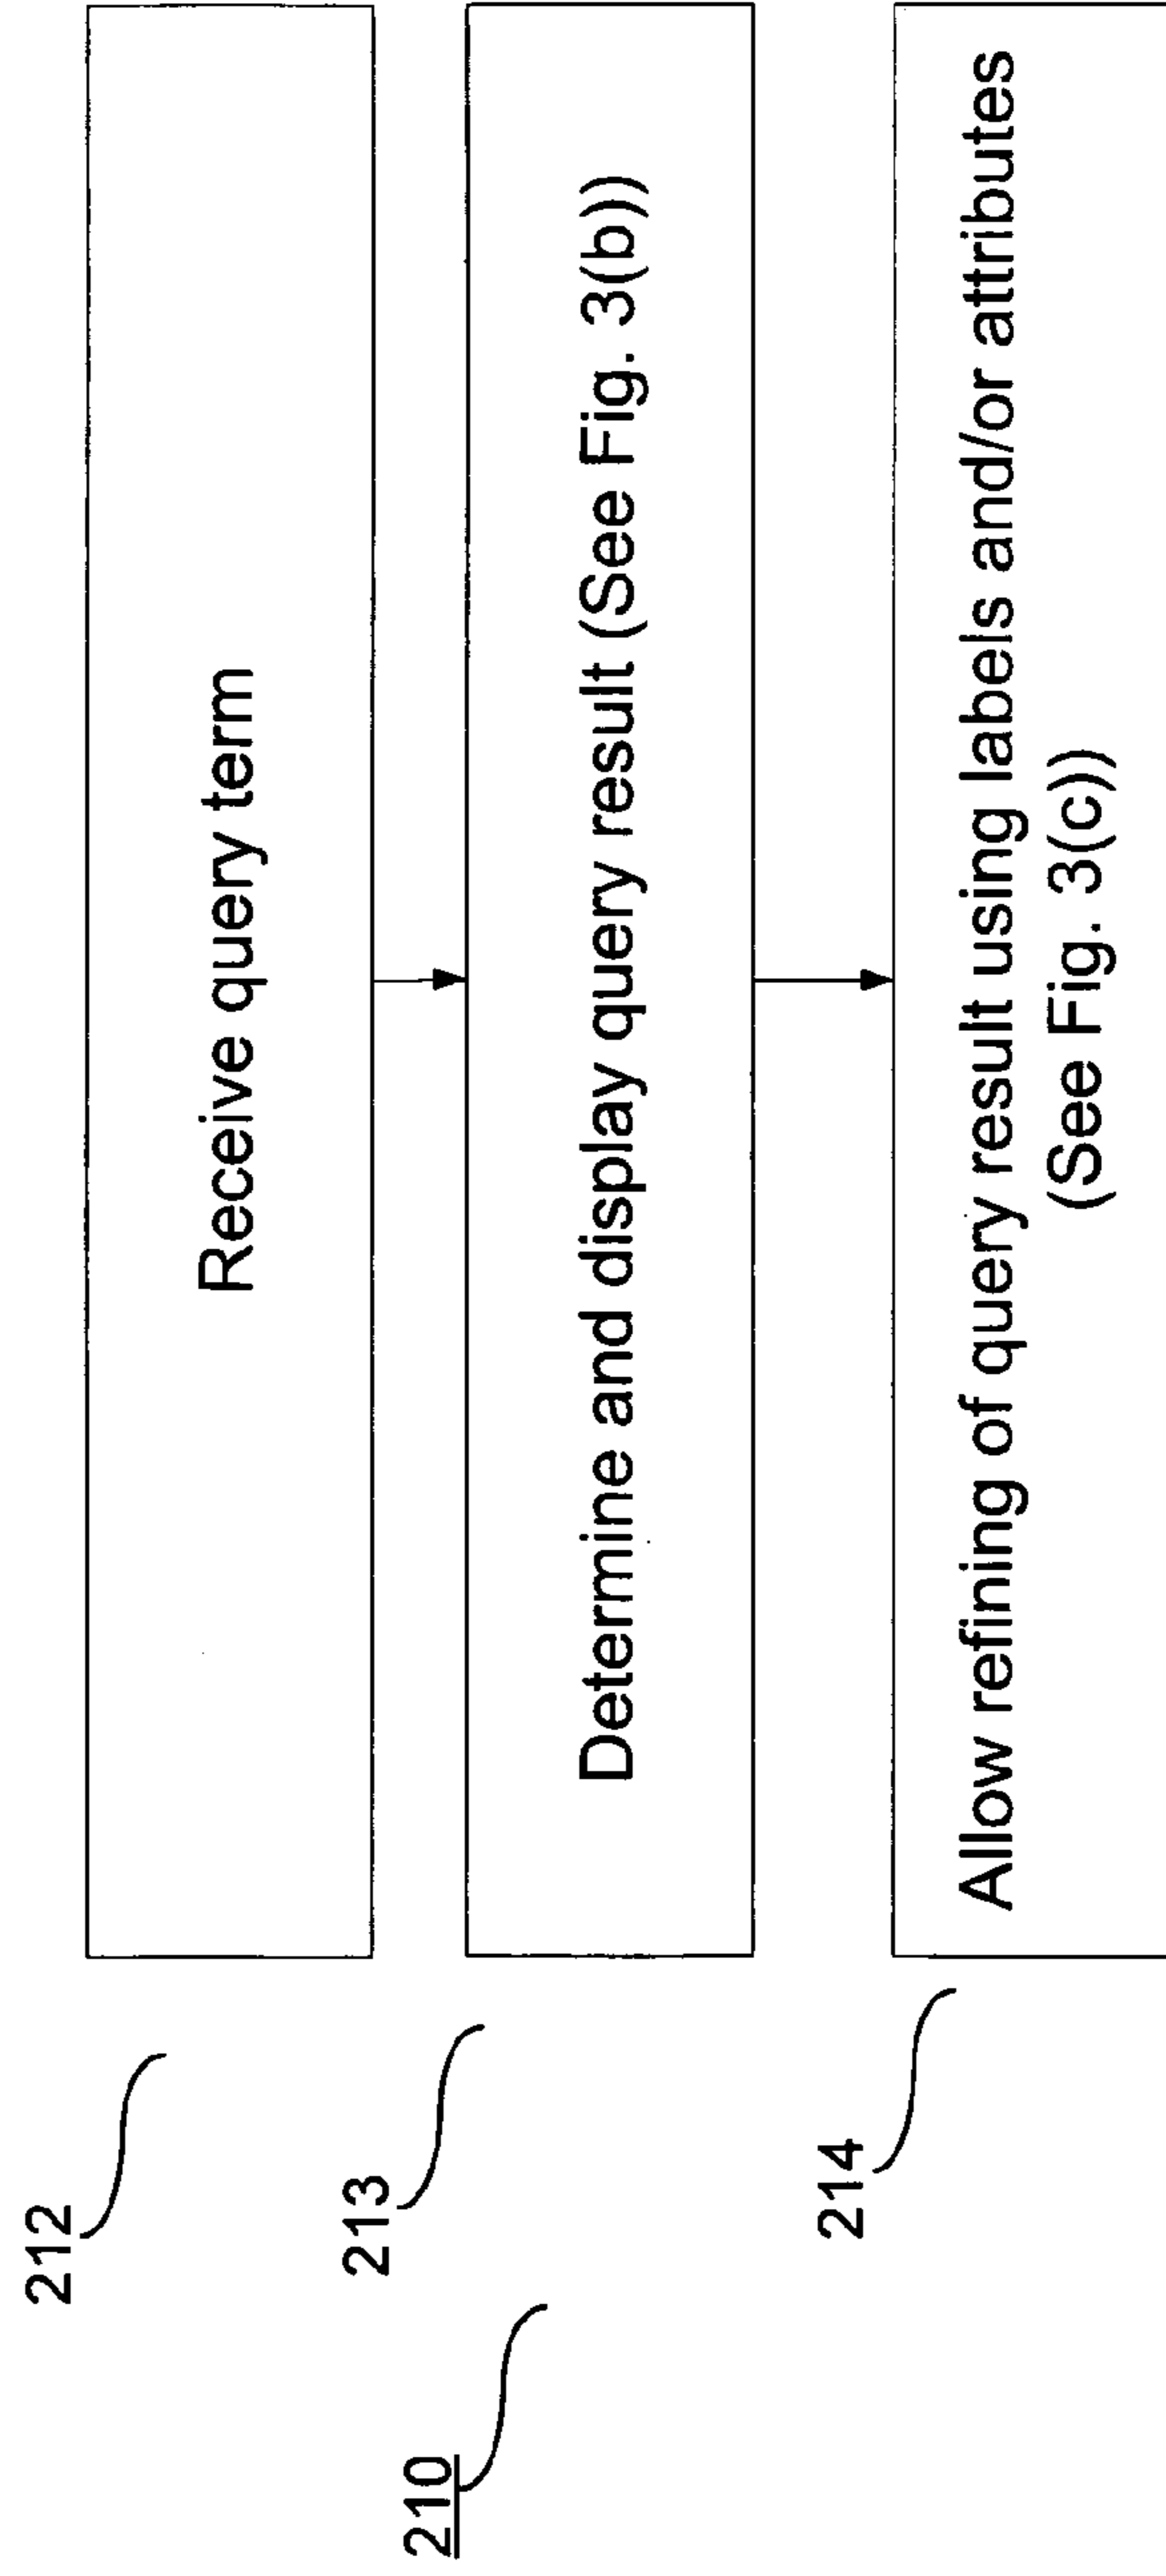 212
Receive query term
213
Determine and display query result (See Fig. 3(b))
210
214
Allow refining of query result using labels and/or attributes
(See Fig. 3(c))